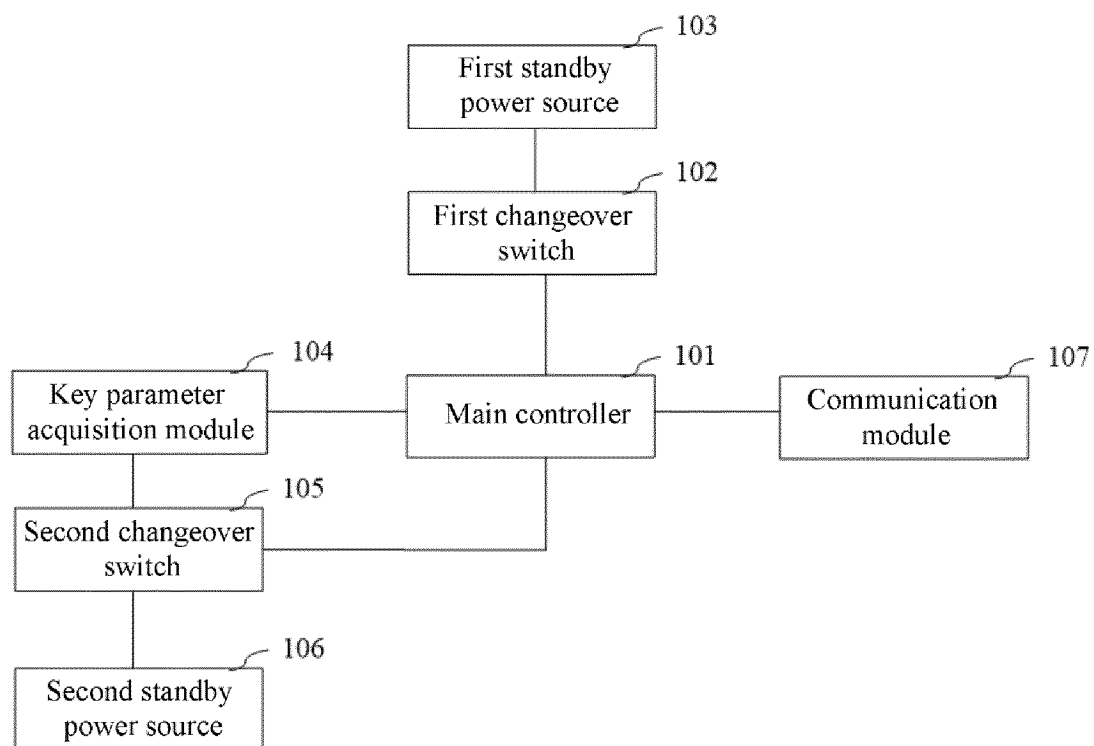 103
First standby
power source
102
First changeover
switch
104
101
107
Key parameter
acquisition module
Main controller
Communication
module
105
Second changeover
switch
106
Second standby
power source